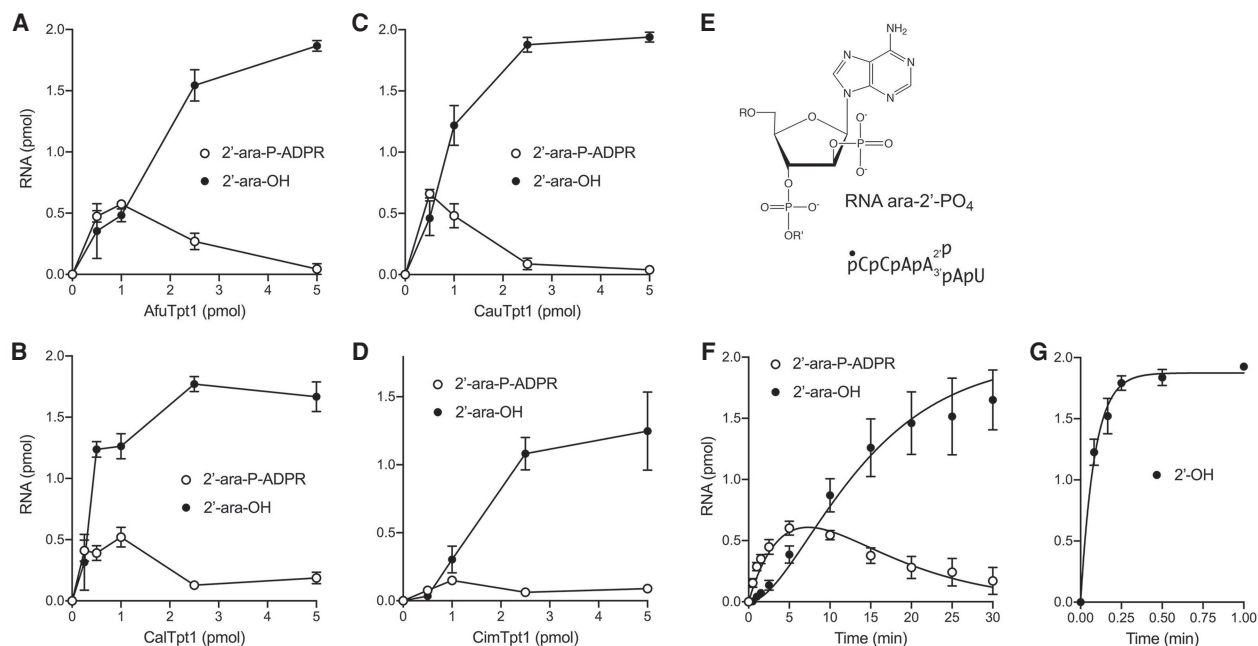 A
RNA (pmol)
2.0
1.5
1.0
0.5
0.0
2'-ara-P-ADPR
2'-ara-OH
0 1 2 3 4 5
AfuTpt1 (pmol)
C
2.0
1.5
1.0
0.5
0.0
2'-ara-P-ADPR
2'-ara-OH
0 1 2 3 4 5
CauTpt1 (pmol)
E
NH2
N
N
N
N
RO
O
O
O-
P
O
O-
O
O
P
O-
OR'
RNA ara-2'-PO4
pCpCpApA2'p
3'pApU
B
RNA (pmol)
2.0
1.5
1.0
0.5
0.0
2'-ara-P-ADPR
2'-ara-OH
0 1 2 3 4 5
CalTpt1 (pmol)
D
1.5
1.0
0.5
0.0
2'-ara-P-ADPR
2'-ara-OH
0 1 2 3 4 5
CimTpt1 (pmol)
F
RNA (pmol)
2.0
1.5
1.0
0.5
0.0
2'-ara-P-ADPR
2'-ara-OH
0 5 10 15 20 25 30
Time (min)
G
2.0
1.5
1.0
0.5
0.0
2'-OH
0.00 0.25 0.50 0.75 1.00
Time (min)